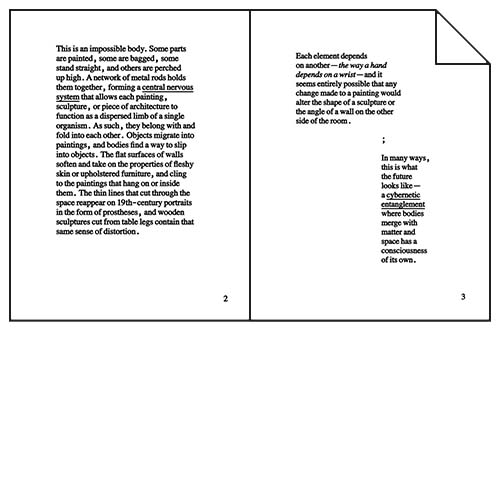 This is an impossible body. Some parts
are painted, some are bagged, some
stand straight, and others are perched
up high. A network of metal rods holds
them together, forming a central nervous
system that allows each painting,
sculpture, or piece of architecture to
function as a dispersed limb of a single
organism. As such, they belong with and
fold into each other. Objects migrate into
paintings, and bodies find a way to slip
into objects. The flat surfaces of walls
soften and take on the properties of fleshy
skin or upholstered furniture, and cling
to the paintings that hang on or inside
them. The thin lines that cut through the
space reappear on 19th-century portraits
in the form of prostheses, and wooden
sculptures cut from table legs contain that
same sense of distortion.
2
Each element depends
on another—the way a hand
depends on a wrist—and it
seems entirely possible that any
change made to a painting would
alter the shape of a sculpture or
the angle of a wall on the other
side of the room.
;
In many ways,
this is what
the future
looks like—
a cybernetic
entanglement
where bodies
merge with
matter and
space has a
consciousness
of its own.
3